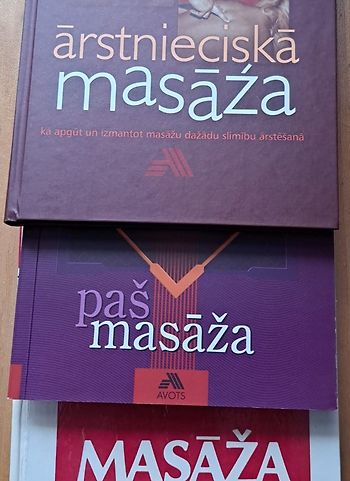 ārstnieciskā
masāža
kā apgūt un izmantot masāžu dažādu slimību ārstēšanā
paš
masāža
AVOTS
MASĀŽA